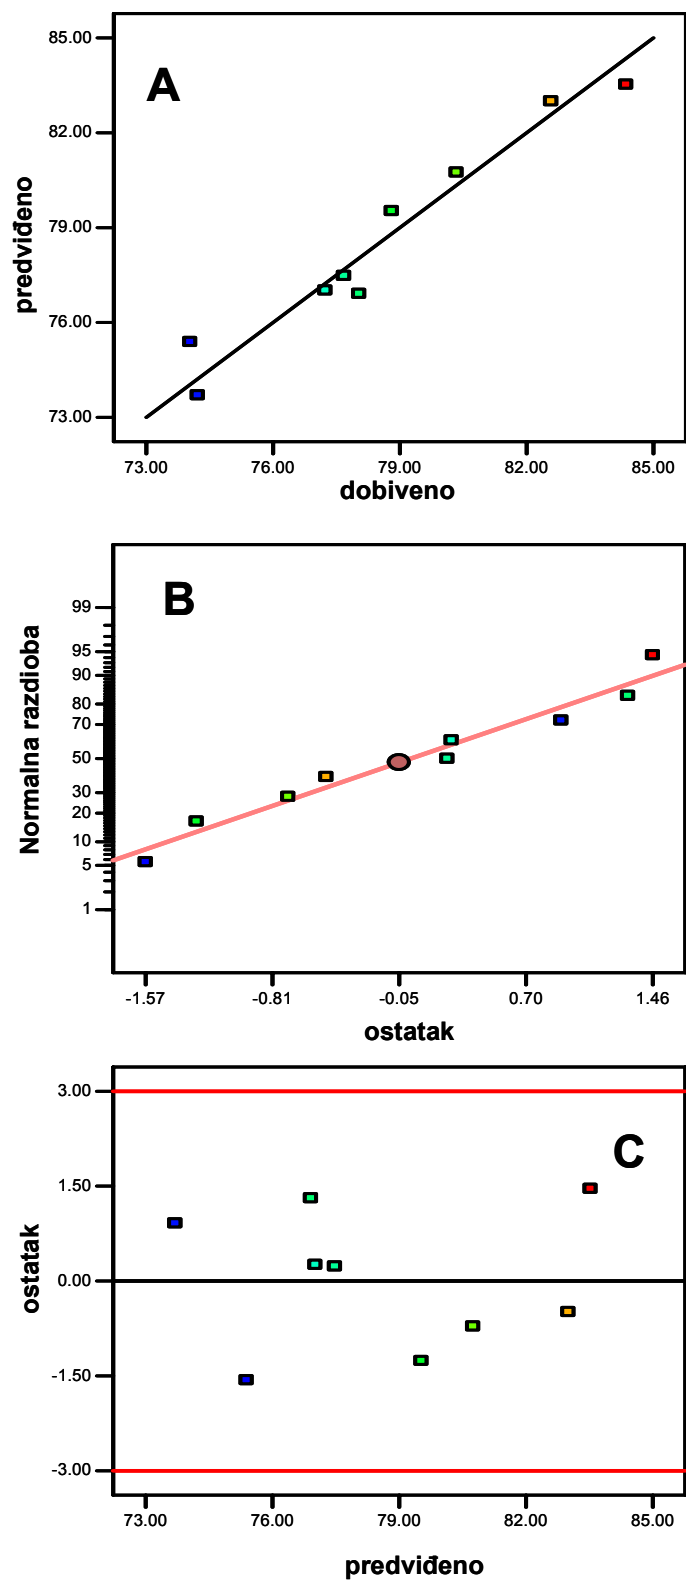 A
85.00
82.00
79.00
76.00
73.00
predviđeno
73.00 76.00 79.00 82.00 85.00
dobiveno
B
99
95
90
80
70
50
30
20
10
5
1
Normalna razdioba
-1.57 -0.81 -0.05 0.70 1.46
ostatak
C
3.00
1.50
0.00
-1.50
-3.00
ostatak
73.00 76.00 79.00 82.00 85.00
predviđeno